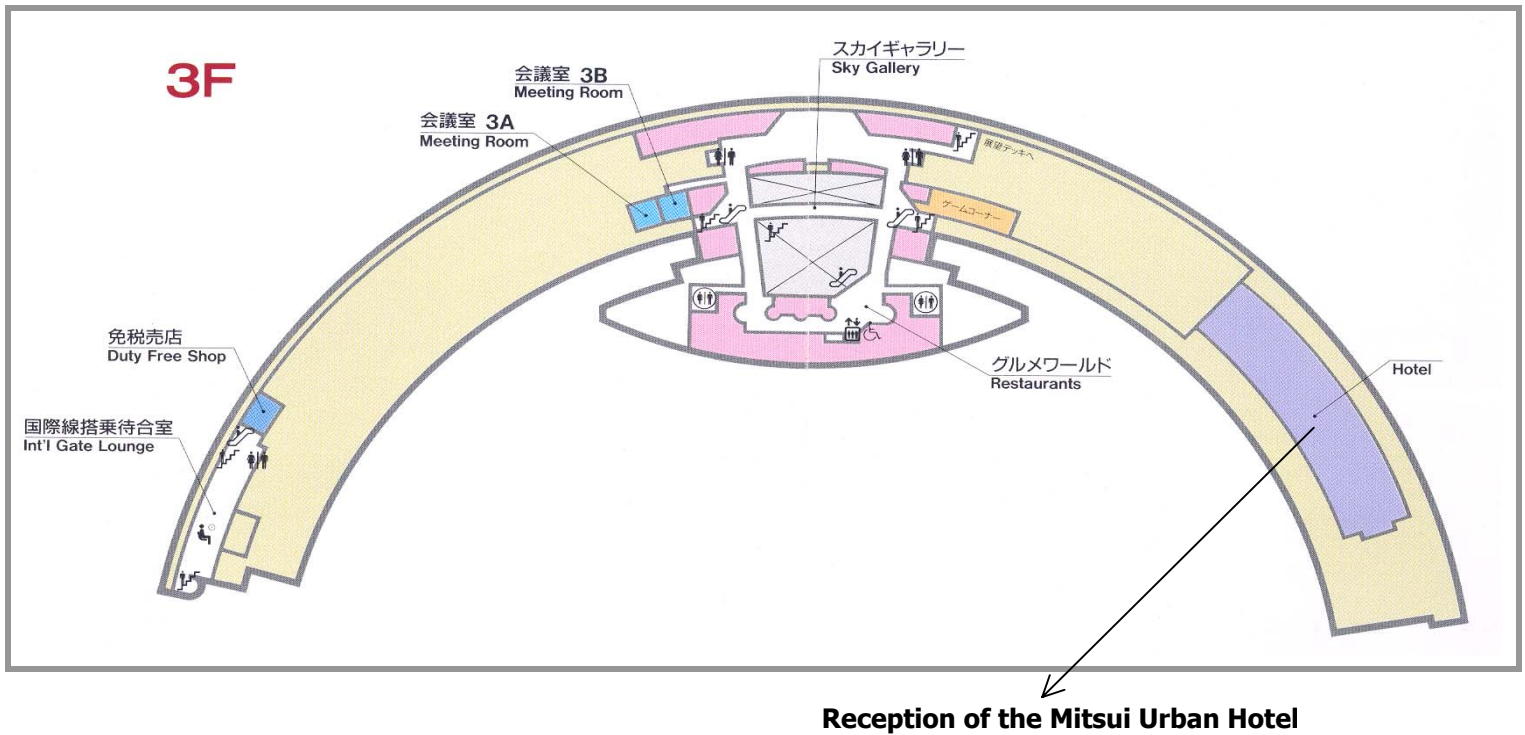 3F
スカイギャラリー
Sky Gallery
会議室 3B
Meeting Room
会議室 3A
Meeting Room
展望デッキへ
ゲームコーナー
免税売店
Duty Free Shop
グルメワールド
Restaurants
Hotel
国際線搭乗待合室
Int'l Gate Lounge
Reception of the Mitsui Urban Hotel